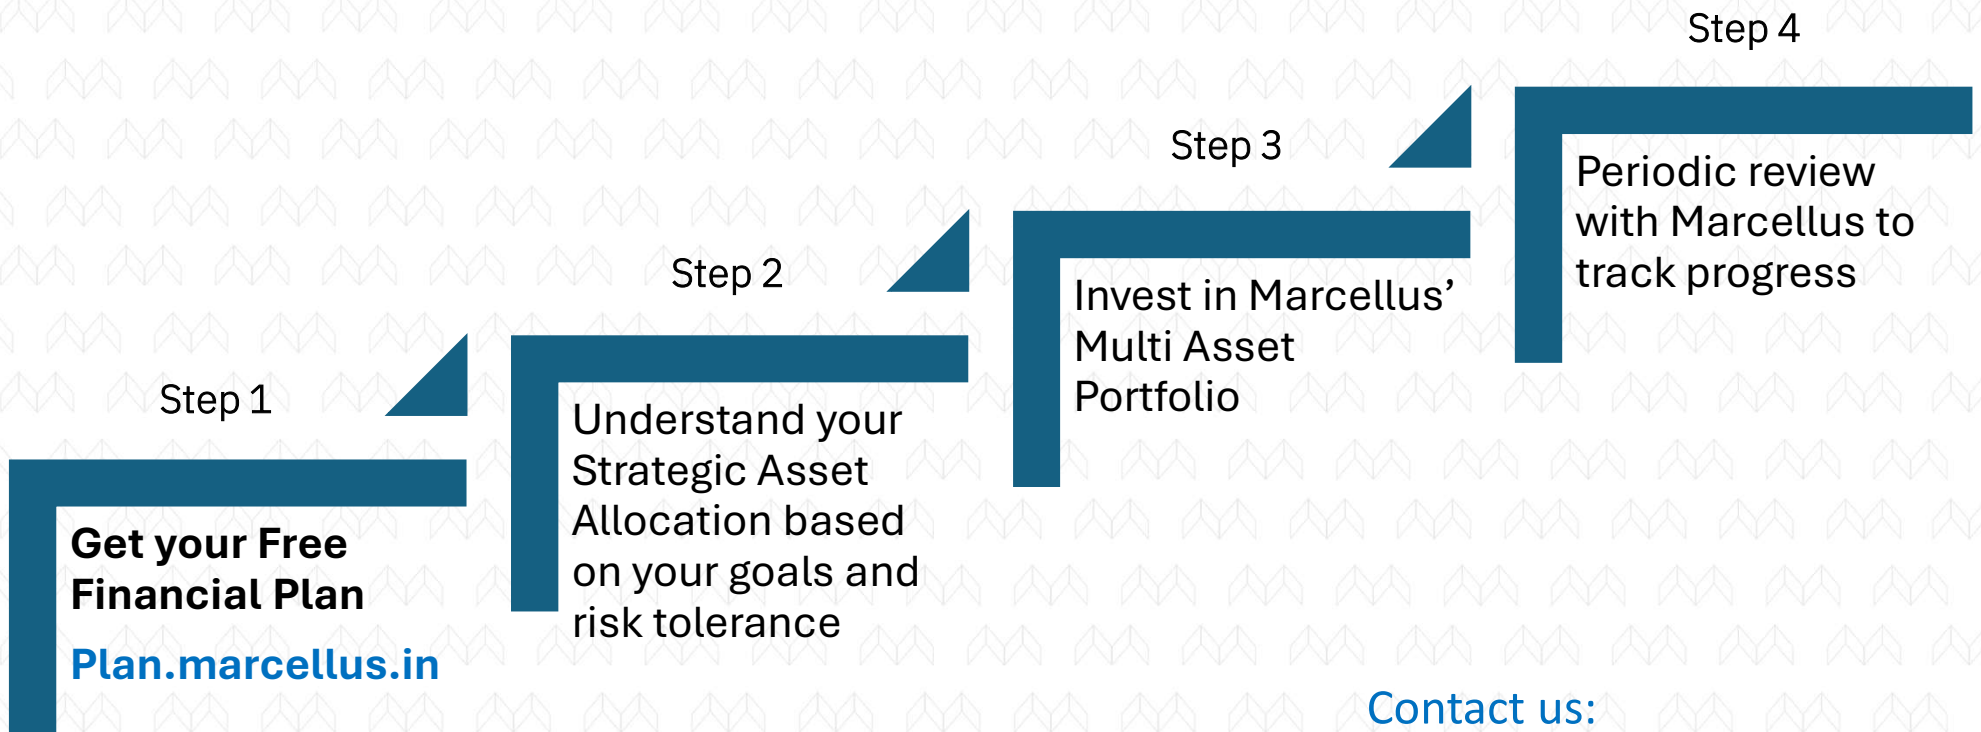 Step 1
Get your Free
Financial Plan
Plan.marcellus.in
Step 2
Understand your
Strategic Asset
Allocation based
on your goals and
risk tolerance
Step 3
Invest in Marcellus’
Multi Asset
Portfolio
Step 4
Periodic review
with Marcellus to
track progress
Contact us: